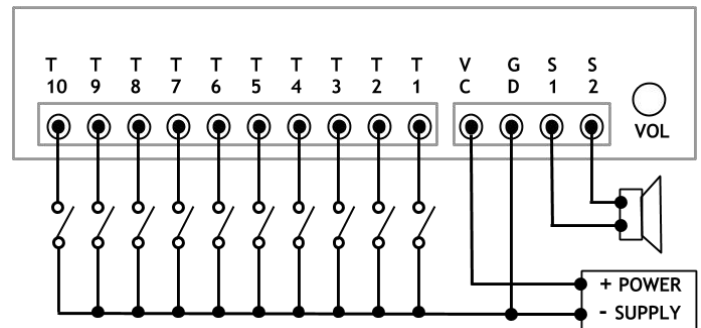 T T T T T T T T T T V G S S
10 9 8 7 6 5 4 3 2 1 C D 1 2
VOL
+ POWER
- SUPPLY